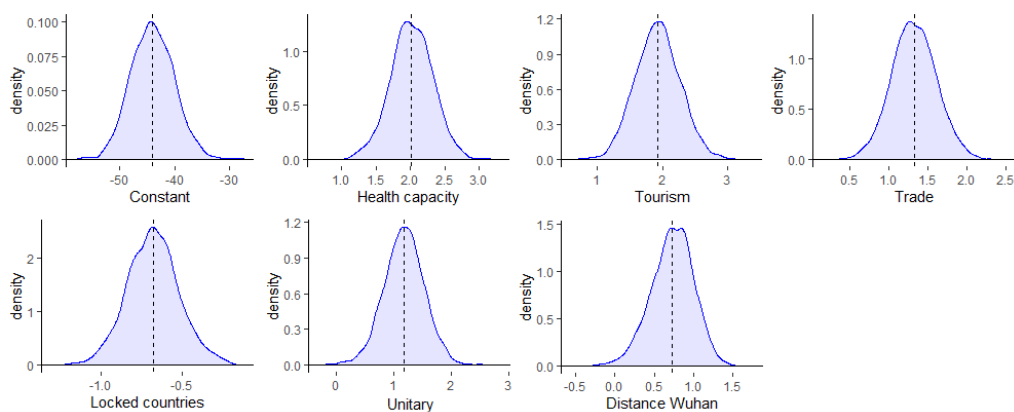 density
0.100
0.075
0.050
0.025
0.000
-50 -40 -30
Constant
density
1.0
0.5
0.0
1.0 1.5 2.0 2.5 3.0
Health capacity
density
1.2
0.9
0.6
0.3
0.0
1 2 3
Tourism
density
1.0
0.5
0.0
0.5 1.0 1.5 2.0 2.5
Trade
density
2
1
0
-1.0 -0.5
Locked countries
density
1.2
0.9
0.6
0.3
0.0
0 1 2 3
Unitary
density
1.5
1.0
0.5
0.0
-0.5 0.0 0.5 1.0 1.5
Distance Wuhan